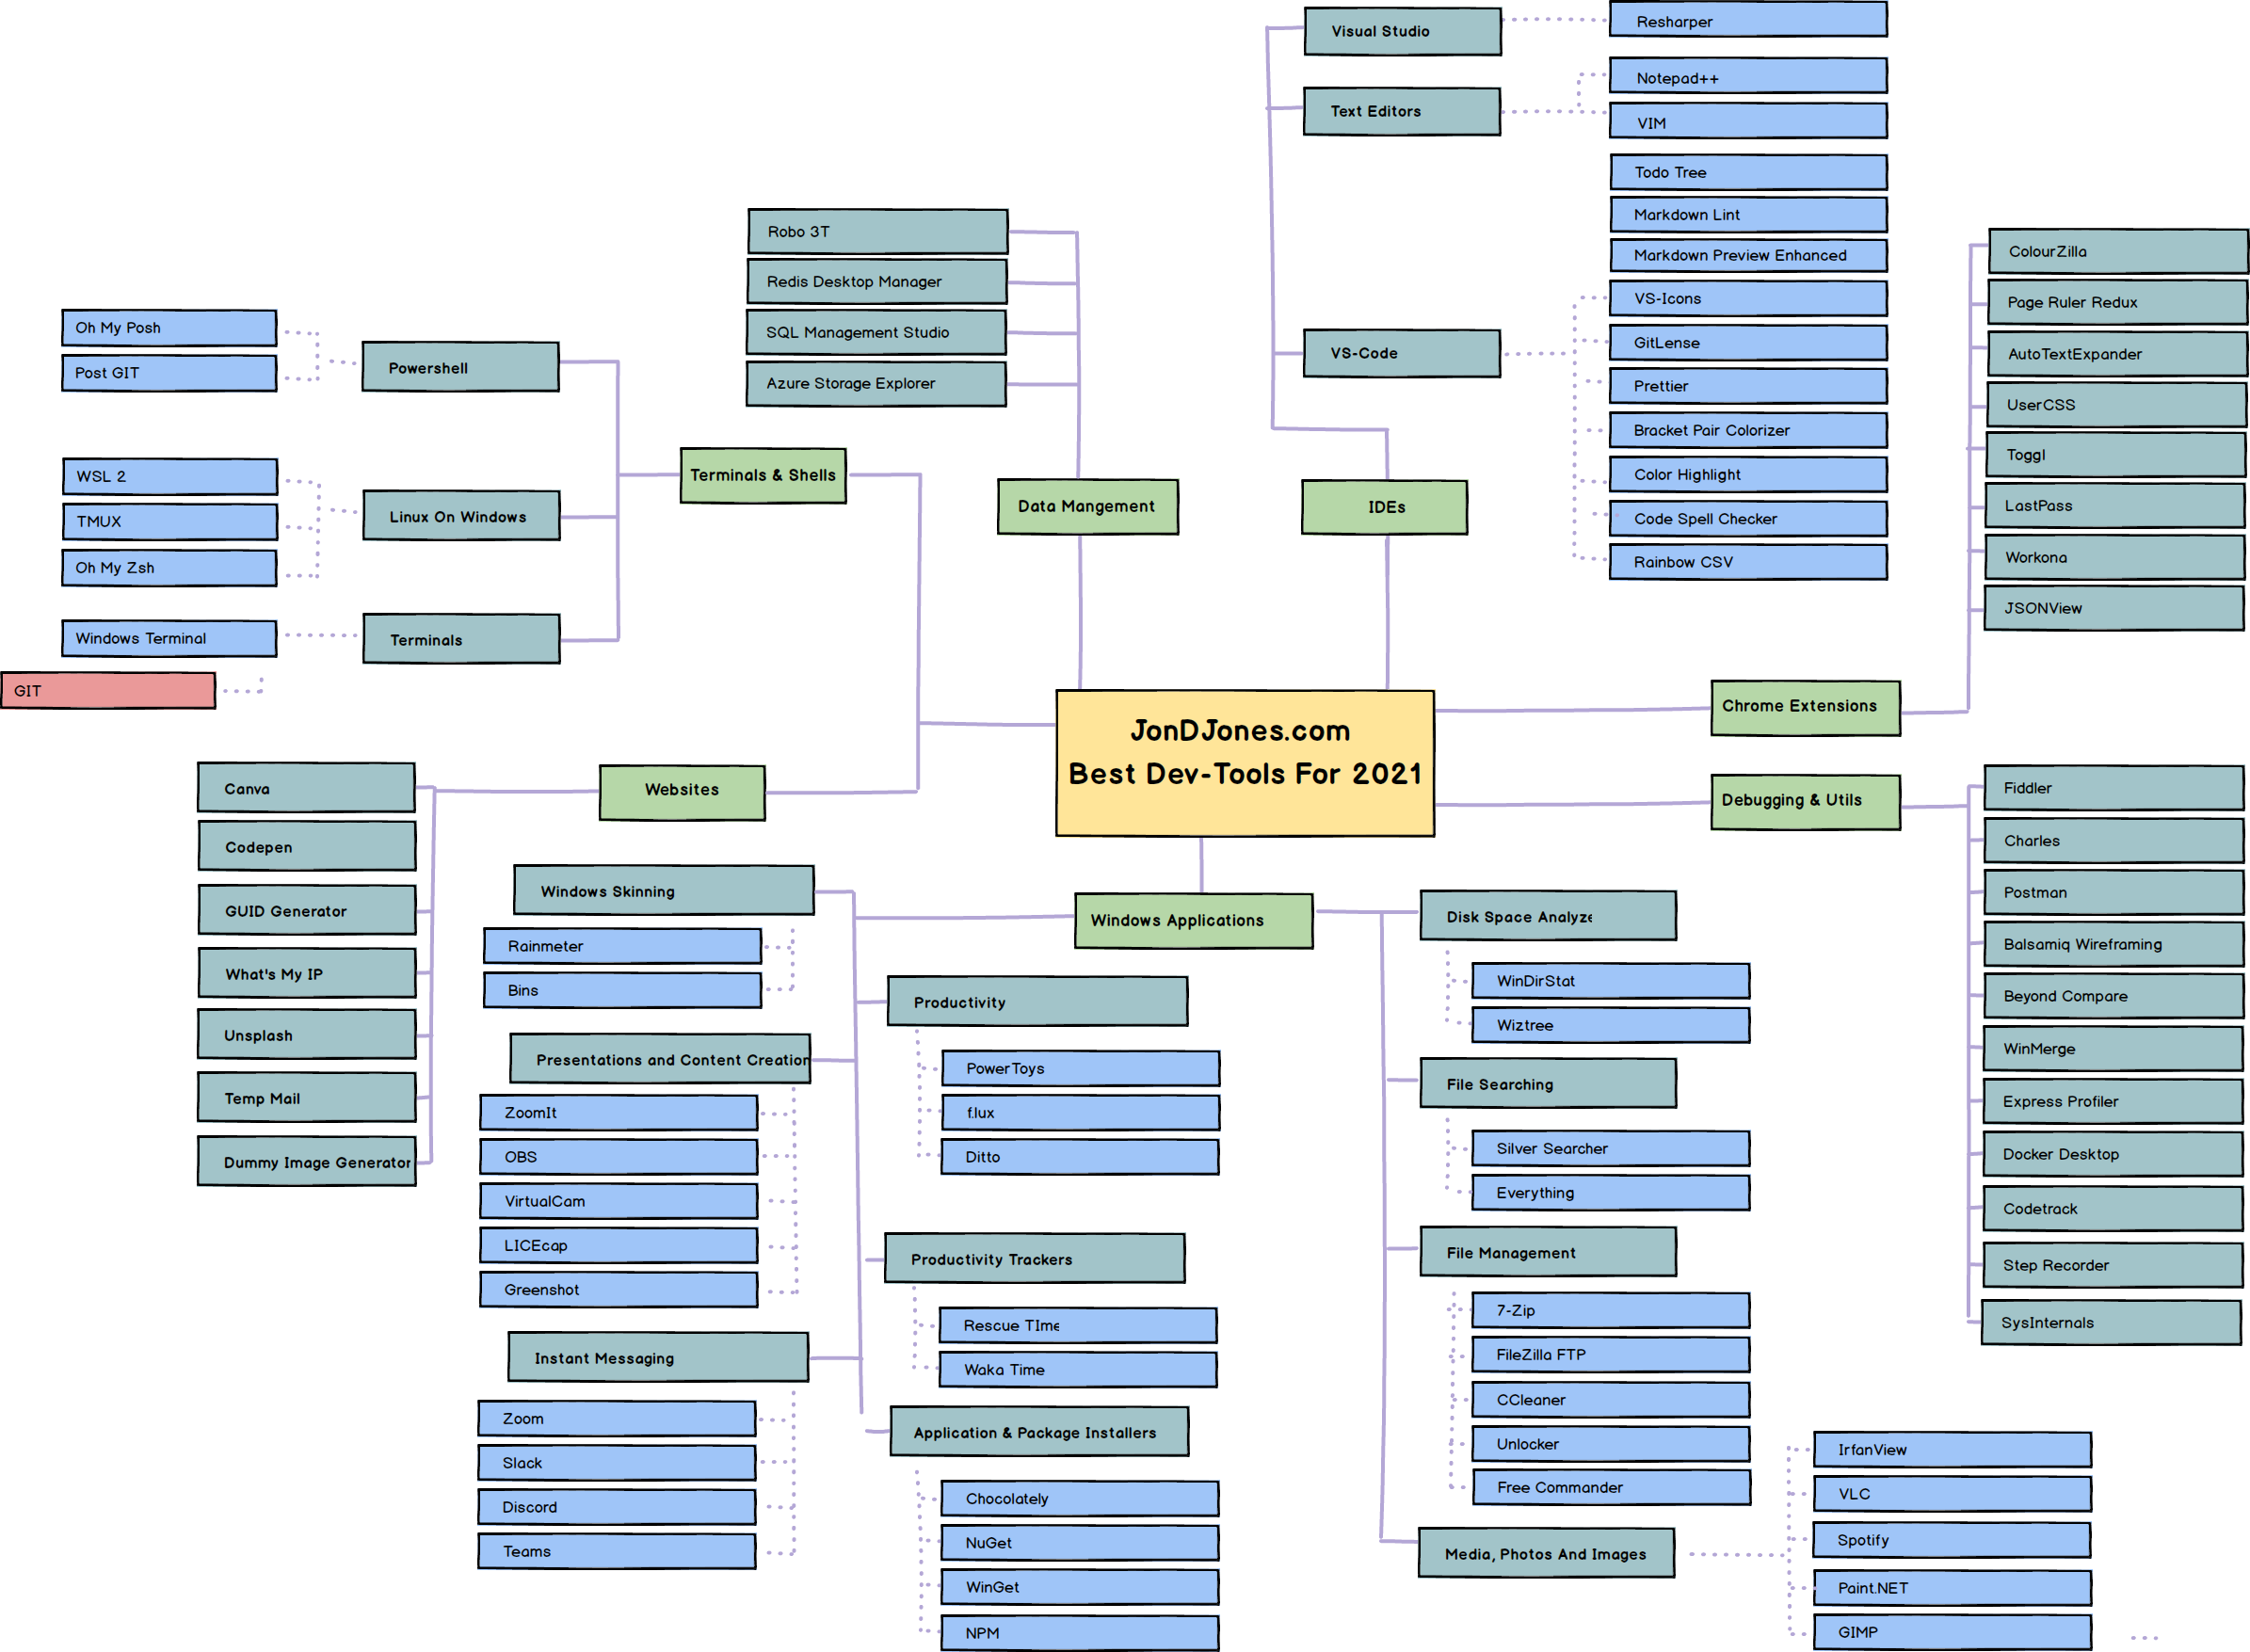 Visual Studio
Resharper
Text Editors
Notepad++
VIM
Todo Tree
Markdown Lint
Markdown Preview Enhanced
VS-Icons
VS-Code
GitLense
Prettier
Bracket Pair Colorizer
Color Highlight
Code Spell Checker
Rainbow CSV
Robo 3T
Redis Desktop Manager
SQL Management Studio
Azure Storage Explorer
ColourZilla
Page Ruler Redux
AutoTextExpander
UserCSS
Toggl
LastPass
Workona
JSONView
Oh My Posh
Post GIT
Powershell
WSL 2
TMUX
Oh My Zsh
Linux On Windows
Windows Terminal
Terminals
GIT
Terminals & Shells
Data Mangement
IDEs
JonDJones.com
Best Dev-Tools For 2021
Chrome Extensions
Debugging & Utils
Websites
Canva
Codepen
GUID Generator
What's My IP
Unsplash
Temp Mail
Dummy Image Generator
Windows Applications
Windows Skinning
Rainmeter
Bins
Presentations and Content Creation
ZoomIt
OBS
VirtualCam
LICEcap
Greenshot
Instant Messaging
Zoom
Slack
Discord
Teams
Productivity
PowerToys
f.lux
Ditto
Productivity Trackers
Rescue TIme
Waka Time
Application & Package Installers
Chocolately
NuGet
WinGet
NPM
Disk Space Analyze
WinDirStat
Wiztree
File Searching
Silver Searcher
Everything
File Management
7-Zip
FileZilla FTP
CCleaner
Unlocker
Free Commander
Media, Photos And Images
IrfanView
VLC
Spotify
Paint.NET
GIMP
Fiddler
Charles
Postman
Balsamiq Wireframing
Beyond Compare
WinMerge
Express Profiler
Docker Desktop
Codetrack
Step Recorder
SysInternals